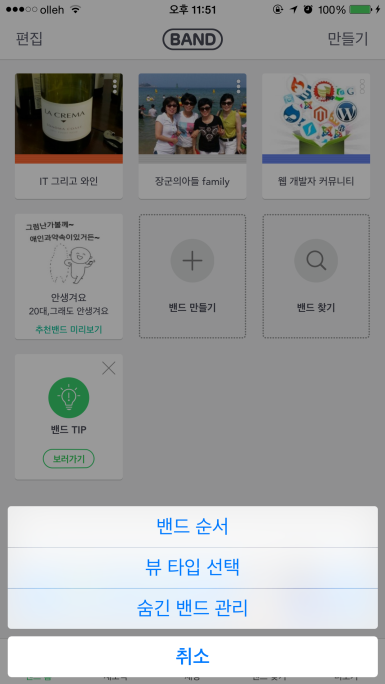 olleh 오후 11:51 100%
편집 BAND 만들기
LA CREMA
IT 그리고 와인
장군의아들 family
웹 개발자 커뮤니티
그럼난가볼께~
애인과약속이있거든~
안생겨요
20대,그래도 안생겨요
추천밴드 미리보기
밴드 만들기
밴드 찾기
밴드 TIP
보러가기
밴드 순서
뷰 타입 선택
숨긴 밴드 관리
취소